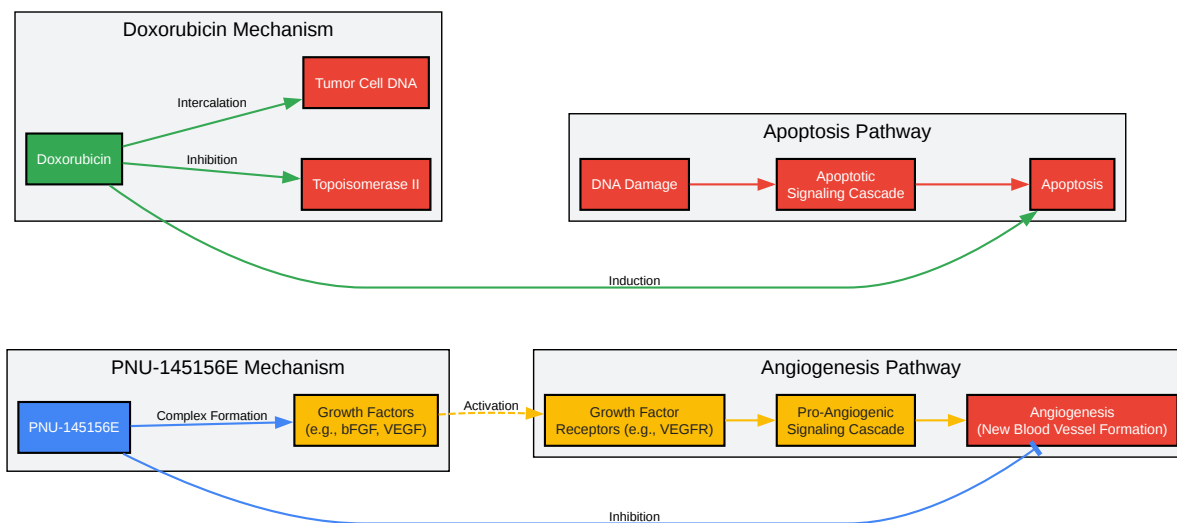 Doxorubicin Mechanism
Tumor Cell DNA
Intercalation
Doxorubicin
Inhibition
Topoisomerase II
Apoptosis Pathway
DNA Damage
Apoptotic
Signaling Cascade
Apoptosis
Induction
PNU-145156E Mechanism
PNU-145156E
Complex Formation
Growth Factors
(e.g., bFGF, VEGF)
Activation
Angiogenesis Pathway
Growth Factor
Receptors (e.g., VEGFR)
Pro-Angiogenic
Signaling Cascade
Angiogenesis
(New Blood Vessel Formation)
Inhibition